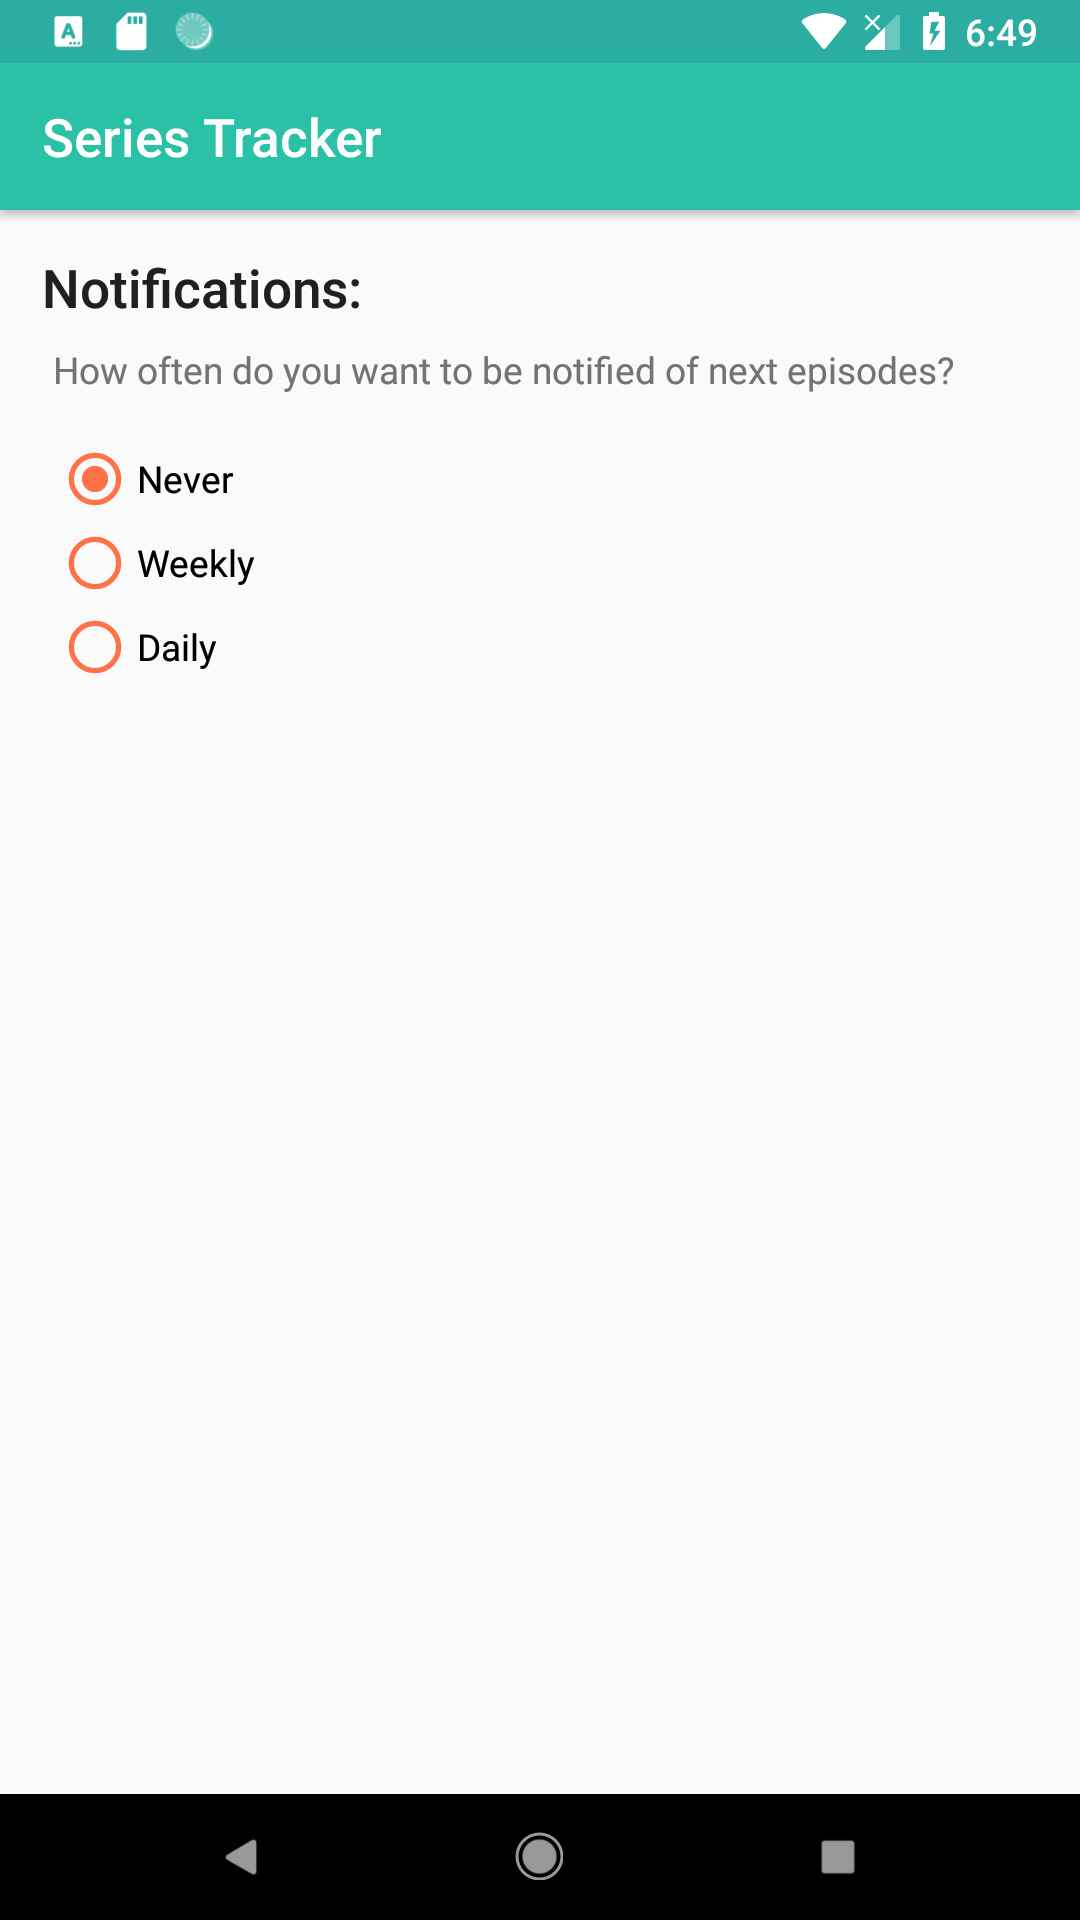 6:49
Series Tracker
Notifications:
How often do you want to be notified of next episodes?
Never
Weekly
Daily